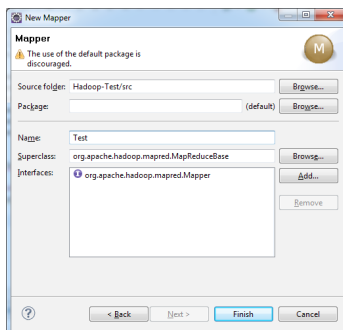 New Mapper
Mapper
The use of the default package is
discouraged.
M
Source folder: Hadoop-Test/src Browse...
Package: (default) Browse...
Name: Test
Superclass: org.apache.hadoop.mapred.MapReduceBase Browse...
Interfaces: org.apache.hadoop.mapred.Mapper Add...
Remove
? < Back Next > Finish Cancel